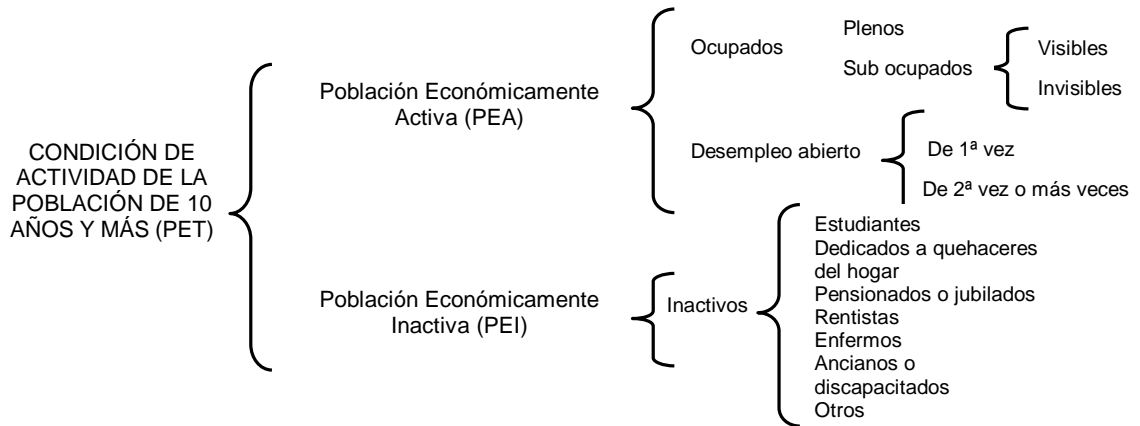 CONDICIÓN DE
ACTIVIDAD DE LA
POBLACIÓN DE 10
AÑOS Y MÁS (PET)
Población Económicamente
Activa (PEA)
Ocupados
Plenos
Sub ocupados
Visibles
Invisibles
Desempleo abierto
De 1ª vez
De 2ª vez o más veces
Población Económicamente
Inactiva (PEI)
Inactivos
Estudiantes
Dedicados a quehaceres
del hogar
Pensionados o jubilados
Rentistas
Enfermos
Ancianos o
discapacitados
Otros